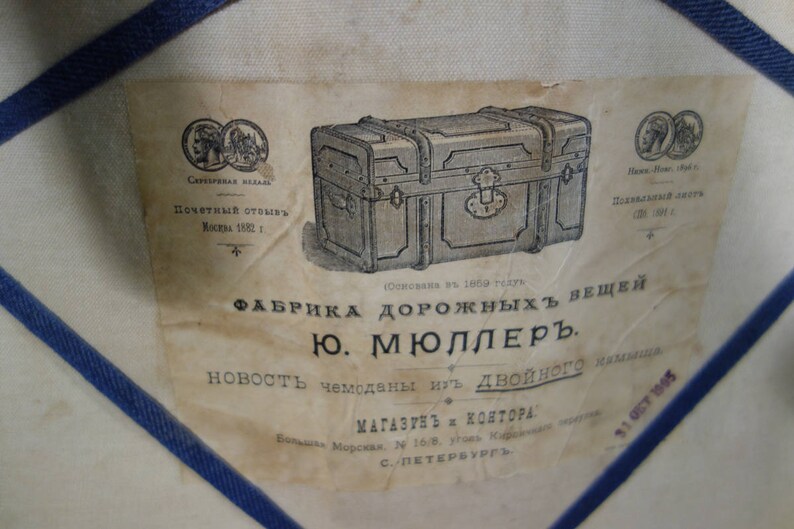 Серебряная медаль
Почетный отзывъ
Москва 1882 г.
Нижн.-Новг. 1896 г.
Похвальный листъ
СПб. 1891 г.
(Основана въ 1859 году)
ФАБРИКА ДОРОЖНЫХЪ ВЕЩЕЙ
Ю. МЮЛЛЕРЪ.
НОВОСТЬ чемоданы изъ ДВОЙНОГО камыша.
МАГАЗИНЪ и КОНТОРА:
Большая Морская, № 16/8, уголъ Кирпичнаго переулка.
С.-ПЕТЕРБУРГЪ.
31 ОКТ 1905